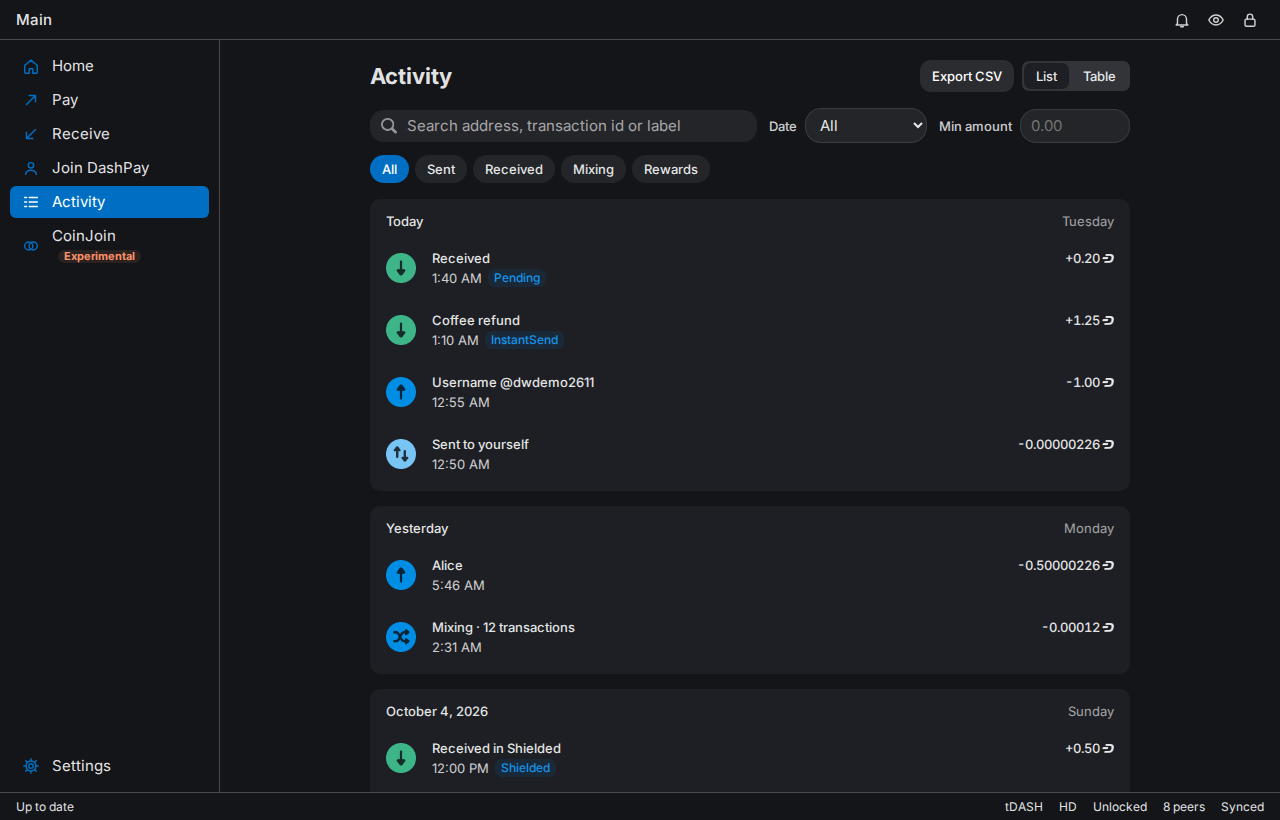 Main
Home
Pay
Receive
Join DashPay
Activity
CoinJoin
Experimental
Settings
Activity
Export CSV
List
Table
Search address, transaction id or label
Date
All
Min amount
0.00
All
Sent
Received
Mixing
Rewards
Today
Tuesday
Received
+0.20
1:40 AM
Pending
Coffee refund
+1.25
1:10 AM
InstantSend
Username @dwdemo2611
-1.00
12:55 AM
Sent to yourself
-0.00000226
12:50 AM
Yesterday
Monday
Alice
-0.50000226
5:46 AM
Mixing · 12 transactions
-0.00012
2:31 AM
October 4, 2026
Sunday
Received in Shielded
+0.50
12:00 PM
Shielded
Up to date
tDASH
HD
Unlocked
8 peers
Synced